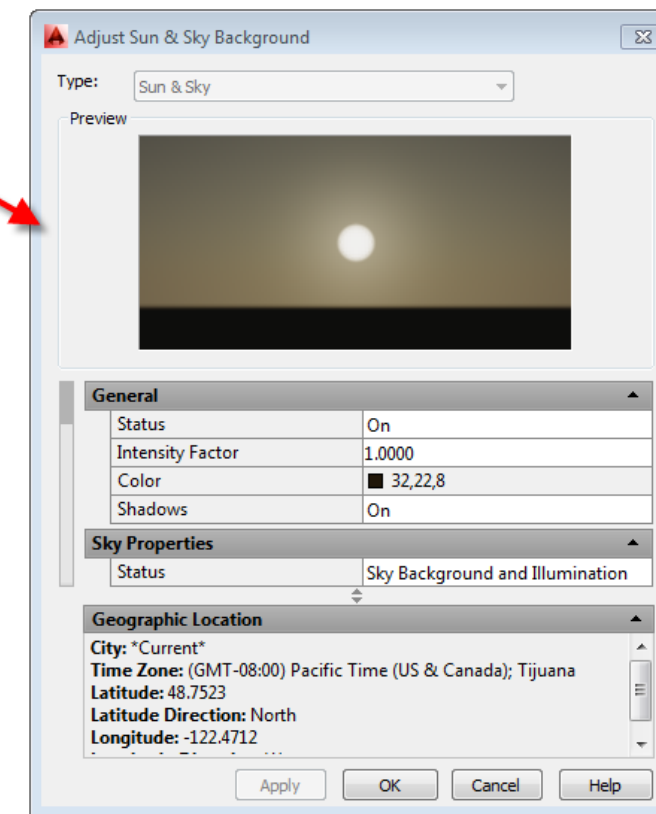 Adjust Sun & Sky Background
Type: Sun & Sky
Preview
General
Status On
Intensity Factor 1.0000
Color 32,22,8
Shadows On
Sky Properties
Status Sky Background and Illumination
Geographic Location
City: *Current*
Time Zone: (GMT-08:00) Pacific Time (US & Canada); Tijuana
Latitude: 48.7523
Latitude Direction: North
Longitude: -122.4712
Apply OK Cancel Help